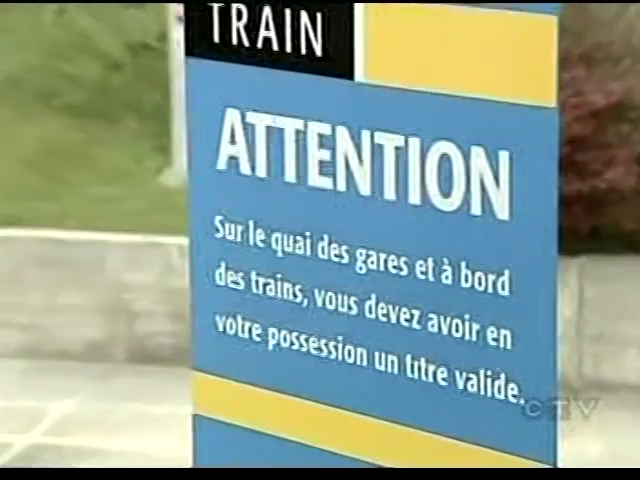 TRAIN
ATTENTION
Sur le quai des gares et à bord
des trains, vous devez avoir en
votre possession un titre valide.
CTV